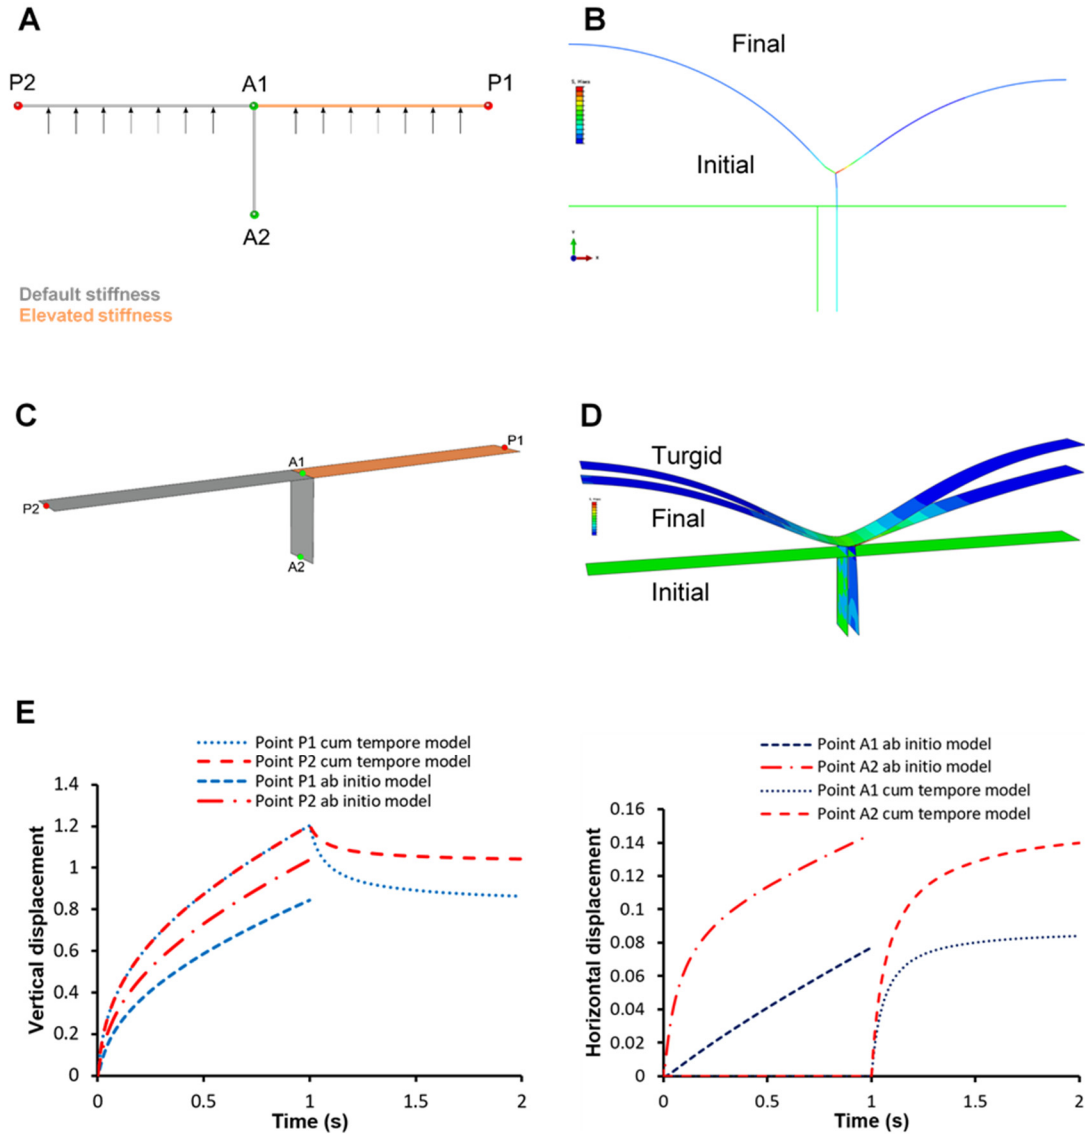 A
P2
A1
P1
A2
Default stiffness
Elevated stiffness
B
Final
Initial
C
P1
A1
P2
A2
D
Turgid
Final
Initial
E
Point P1 cum tempore model
Point P2 cum tempore model
Point P1 ab initio model
Point P2 ab initio model
Vertical displacement
1.4
1.2
1
0.8
0.6
0.4
0.2
0
0 0.5 1 1.5 2
Time (s)
Point A1 ab initio model
Point A2 ab initio model
Point A1 cum tempore model
Point A2 cum tempore model
Horizontal displacement
0.16
0.14
0.12
0.1
0.08
0.06
0.04
0.02
0
0 0.5 1 1.5 2
Time (s)